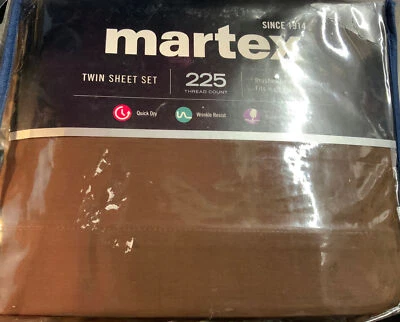 SINCE 1914
martex
TWIN SHEET SET
225
THREAD COUNT
Quick Dry
Wrinkle Resist